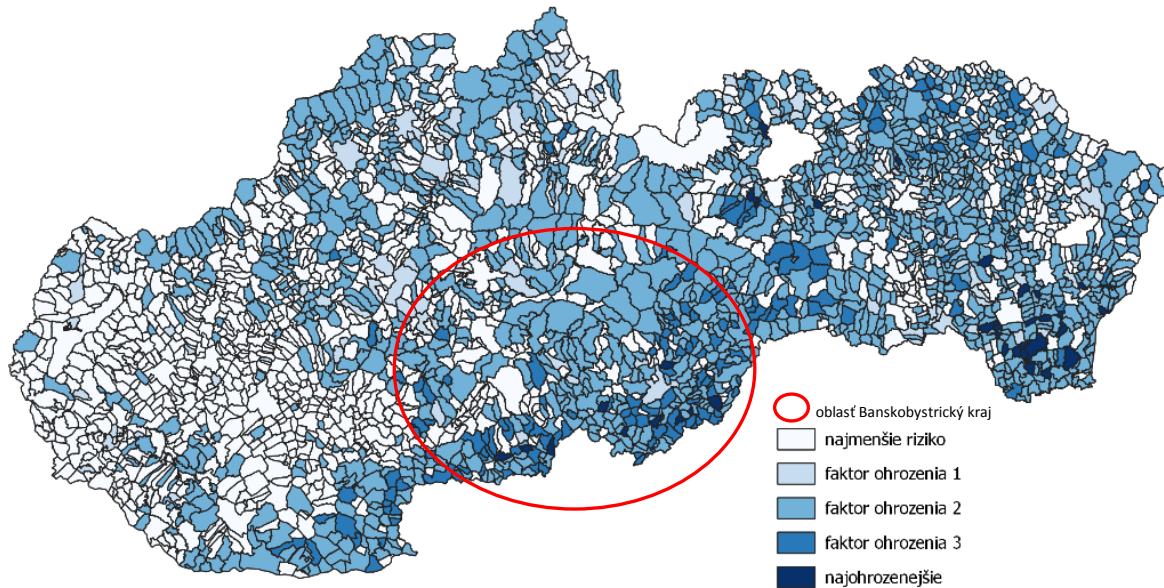 oblasť Banskobystrický kraj
najmenšie riziko
faktor ohrozenia 1
faktor ohrozenia 2
faktor ohrozenia 3
najohrozenejšie